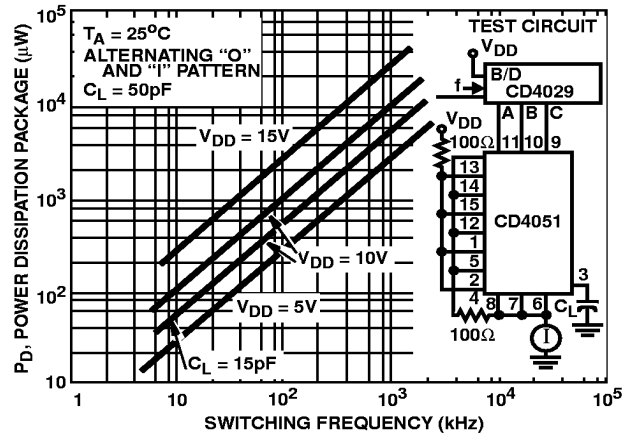 10⁵
10⁴
10³
10²
10
P_D, POWER DISSIPATION PACKAGE (µW)
T_A = 25°C
ALTERNATING “O”
AND “I” PATTERN
C_L = 50pF
V_DD = 15V
V_DD = 10V
V_DD = 5V
C_L = 15pF
1 10 10² 10³ 10⁴ 10⁵
SWITCHING FREQUENCY (kHz)
TEST CIRCUIT
V_DD
B/D
f
CD4029
A B C
V_DD
100Ω
11 10 9
13
14
15
12
1
5
2
CD4051
3
4 8 7 6 C_L
100Ω
I